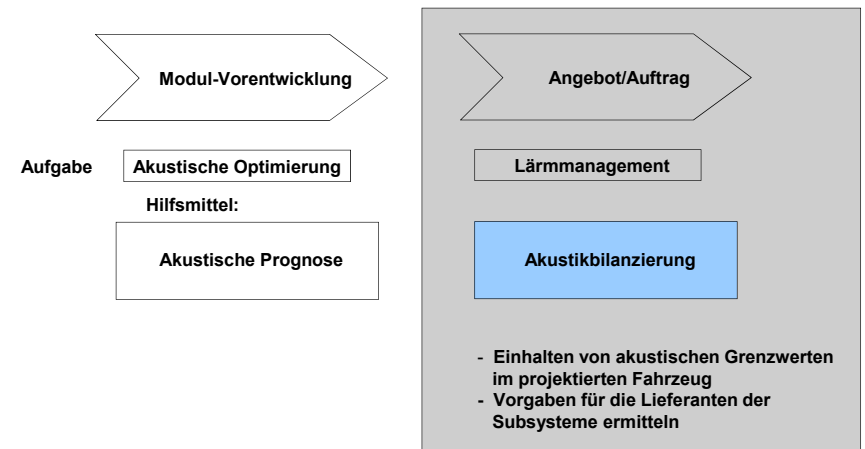 Modul-Vorentwicklung
Angebot/Auftrag
Aufgabe
Akustische Optimierung
Lärmmanagement
Hilfsmittel:
Akustische Prognose
Akustikbilanzierung
- Einhalten von akustischen Grenzwerten
im projektierten Fahrzeug
- Vorgaben für die Lieferanten der
Subsysteme ermitteln